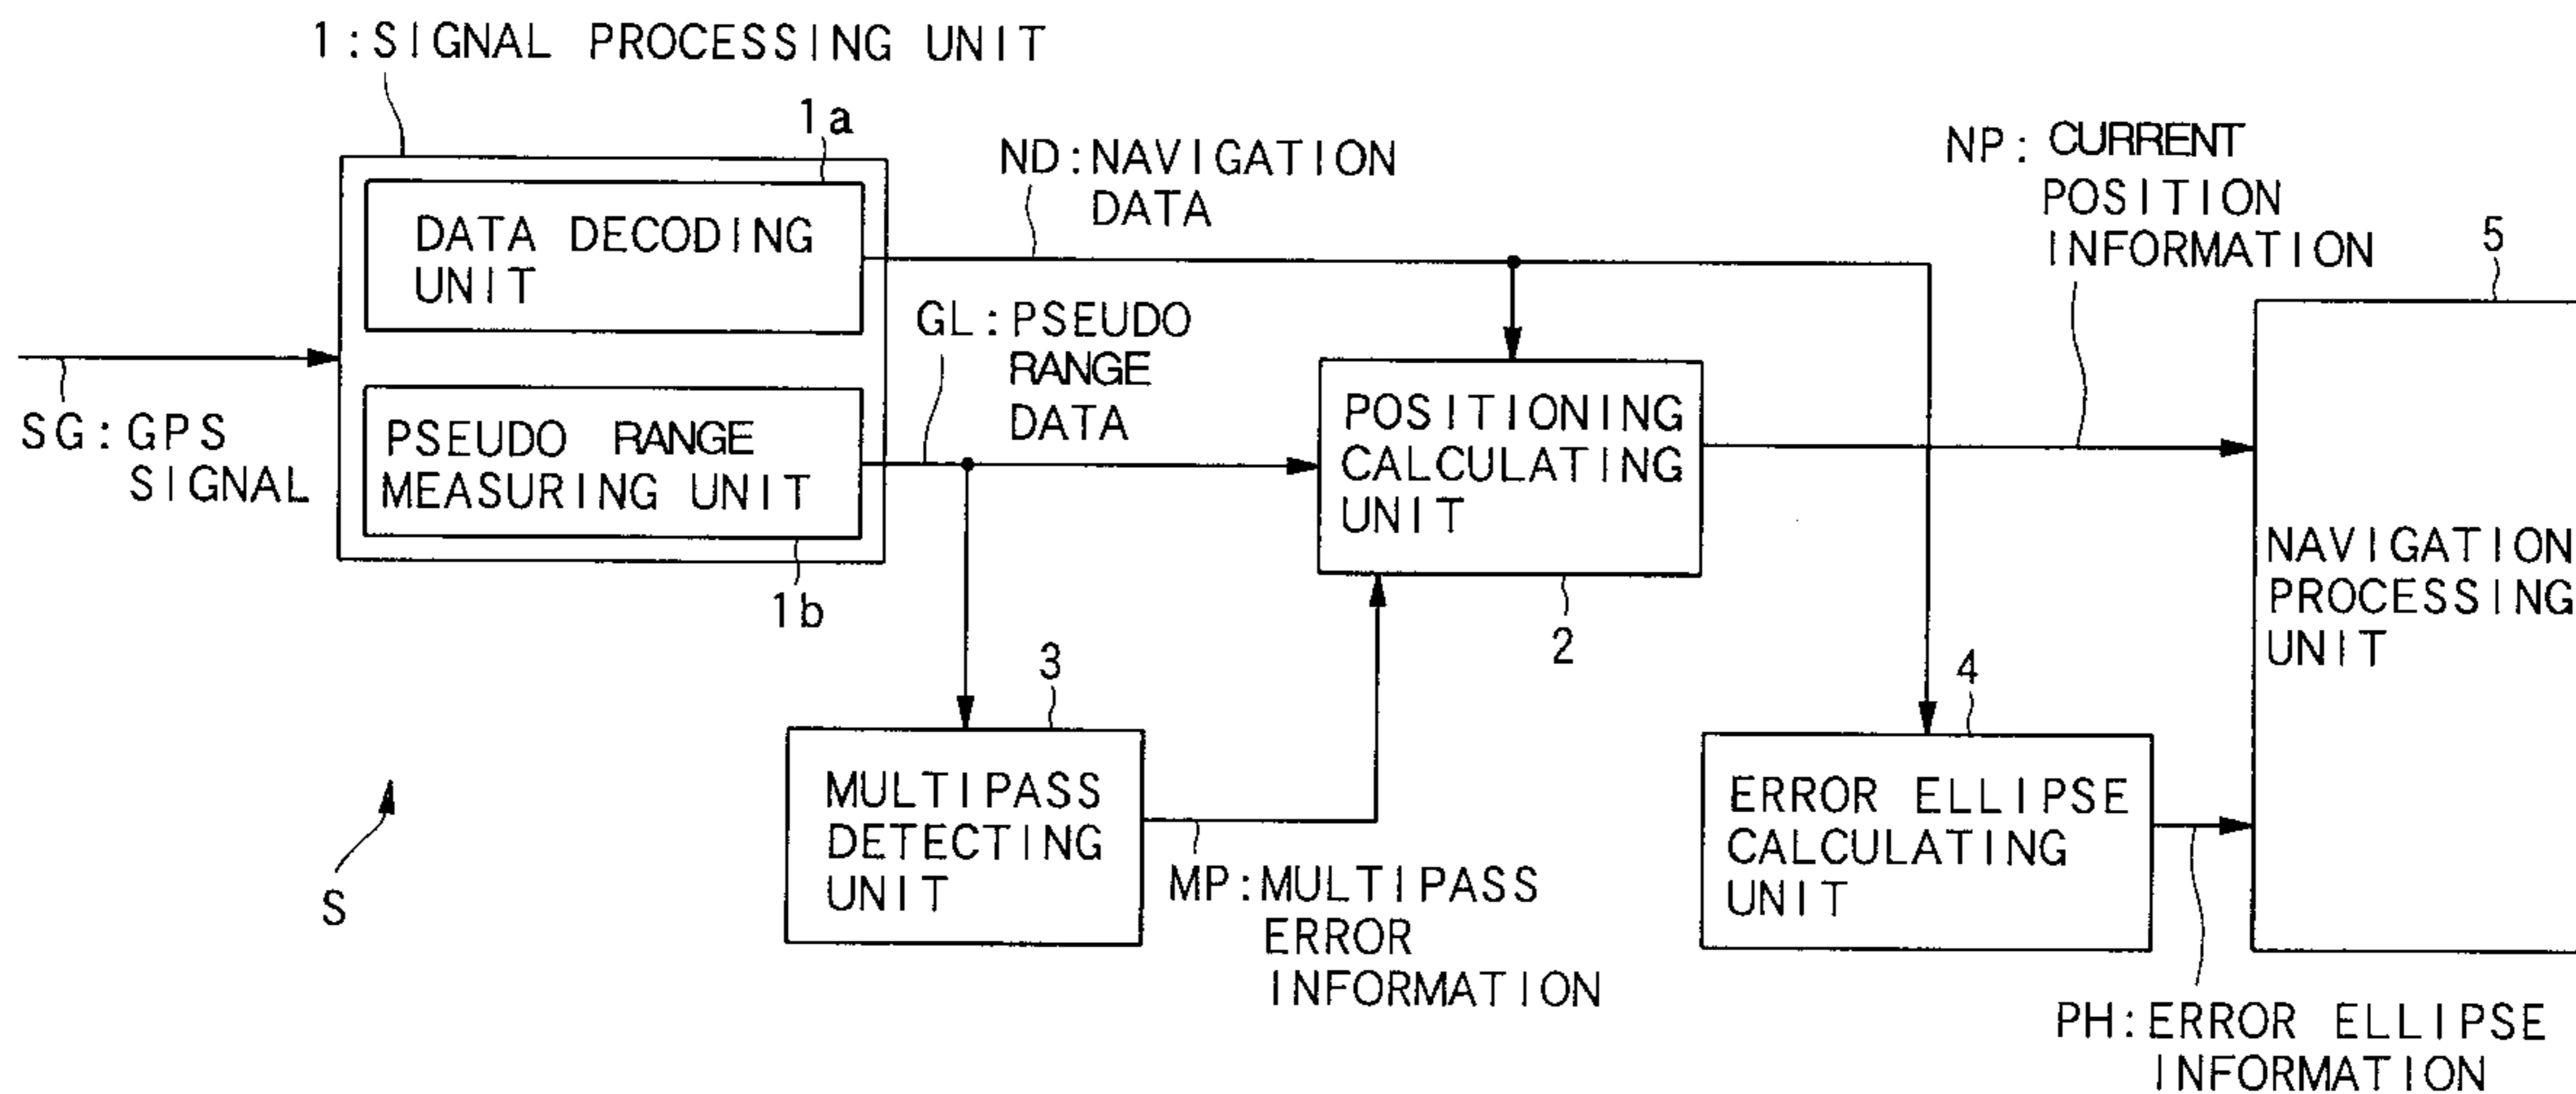 1:SIGNAL PROCESSING UNIT
1a
DATA DECODING
UNIT
PSEUDO RANGE
MEASURING UNIT
1b
SG:GPS
SIGNAL
ND:NAVIGATION
DATA
GL:PSEUDO
RANGE
DATA
NP: CURRENT
POSITION
INFORMATION
5
POSITIONING
CALCULATING
UNIT
2
NAVIGATION
PROCESSING
UNIT
3
MULTIPASS
DETECTING
UNIT
MP:MULTIPASS
ERROR
INFORMATION
4
ERROR ELLIPSE
CALCULATING
UNIT
PH:ERROR ELLIPSE
INFORMATION
S